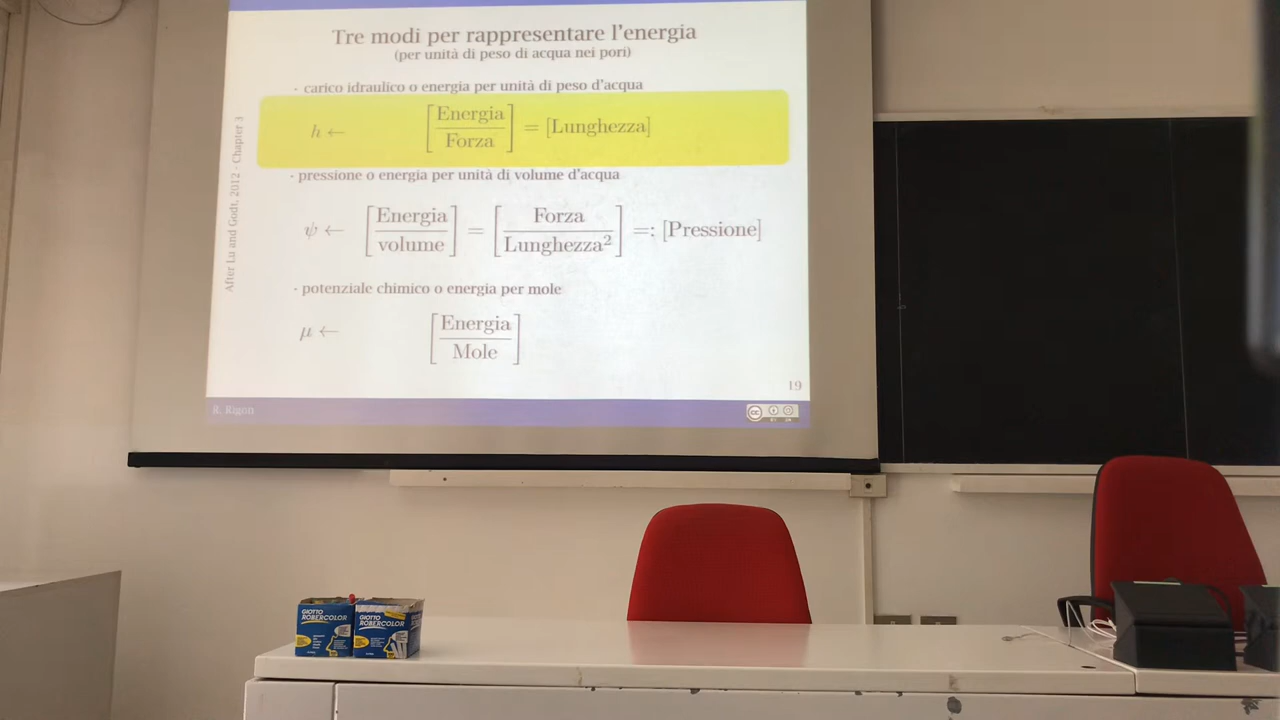 Tre modi per rappresentare l'energia
(per unità di peso di acqua nei pori)
· carico idraulico o energia per unità di peso d'acqua
h ← [Energia / Forza] = [Lunghezza]
· pressione o energia per unità di volume d'acqua
ψ ← [Energia / volume] = [Forza / Lunghezza²] =: [Pressione]
· potenziale chimico o energia per mole
μ ← [Energia / Mole]
After Lu and Godt, 2012 - Chapter 3
19
R. Rigon
cc
GIOTTO
ROBERCOLOR
GIOTTO
ROBERCOLOR